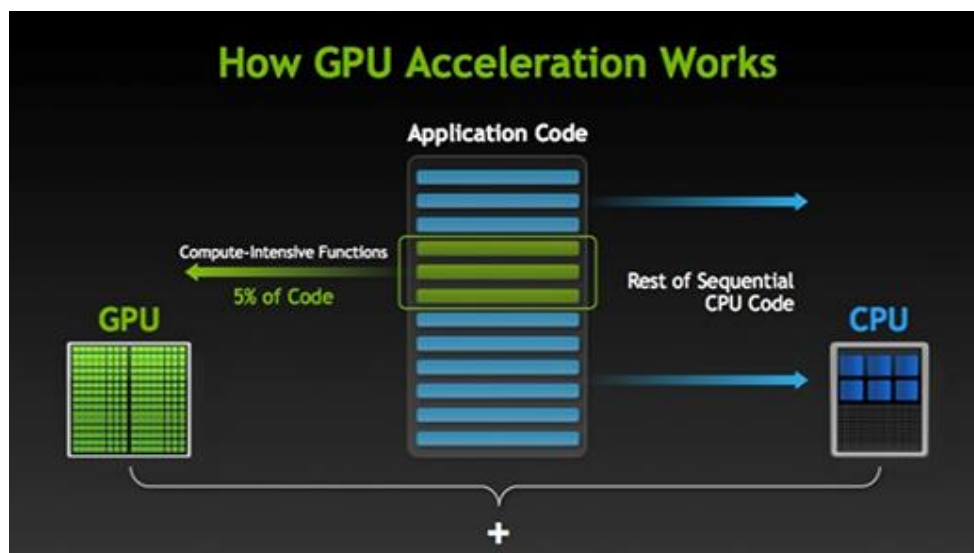 How GPU Acceleration Works
Application Code
Compute-Intensive Functions
5% of Code
Rest of Sequential
CPU Code
GPU
CPU
+